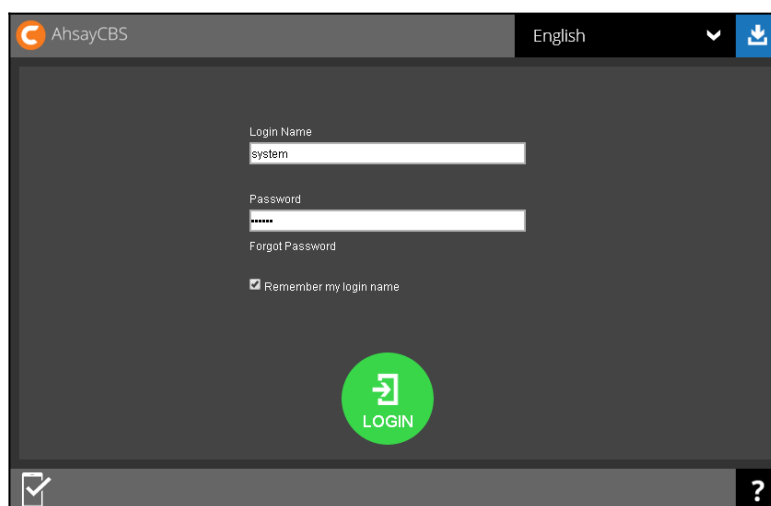 AhsayCBS
English
Login Name
system
Password
••••••
Forgot Password
Remember my login name
LOGIN
?